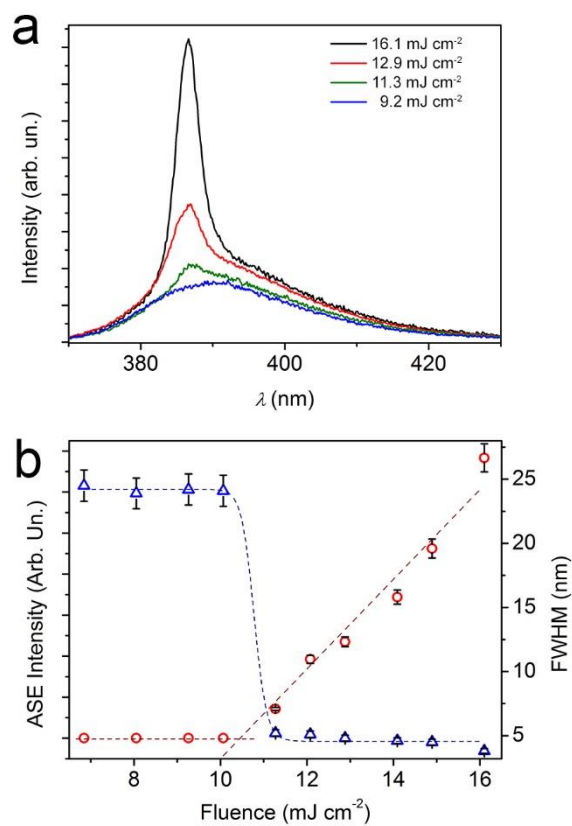 a
16.1 mJ cm-2
12.9 mJ cm-2
11.3 mJ cm-2
9.2 mJ cm-2
Intensity (arb. un.)
380 400 420
λ (nm)
b
ASE Intensity (Arb. Un.)
25
20
15
10
5
FWHM (nm)
8 10 12 14 16
Fluence (mJ cm-2)